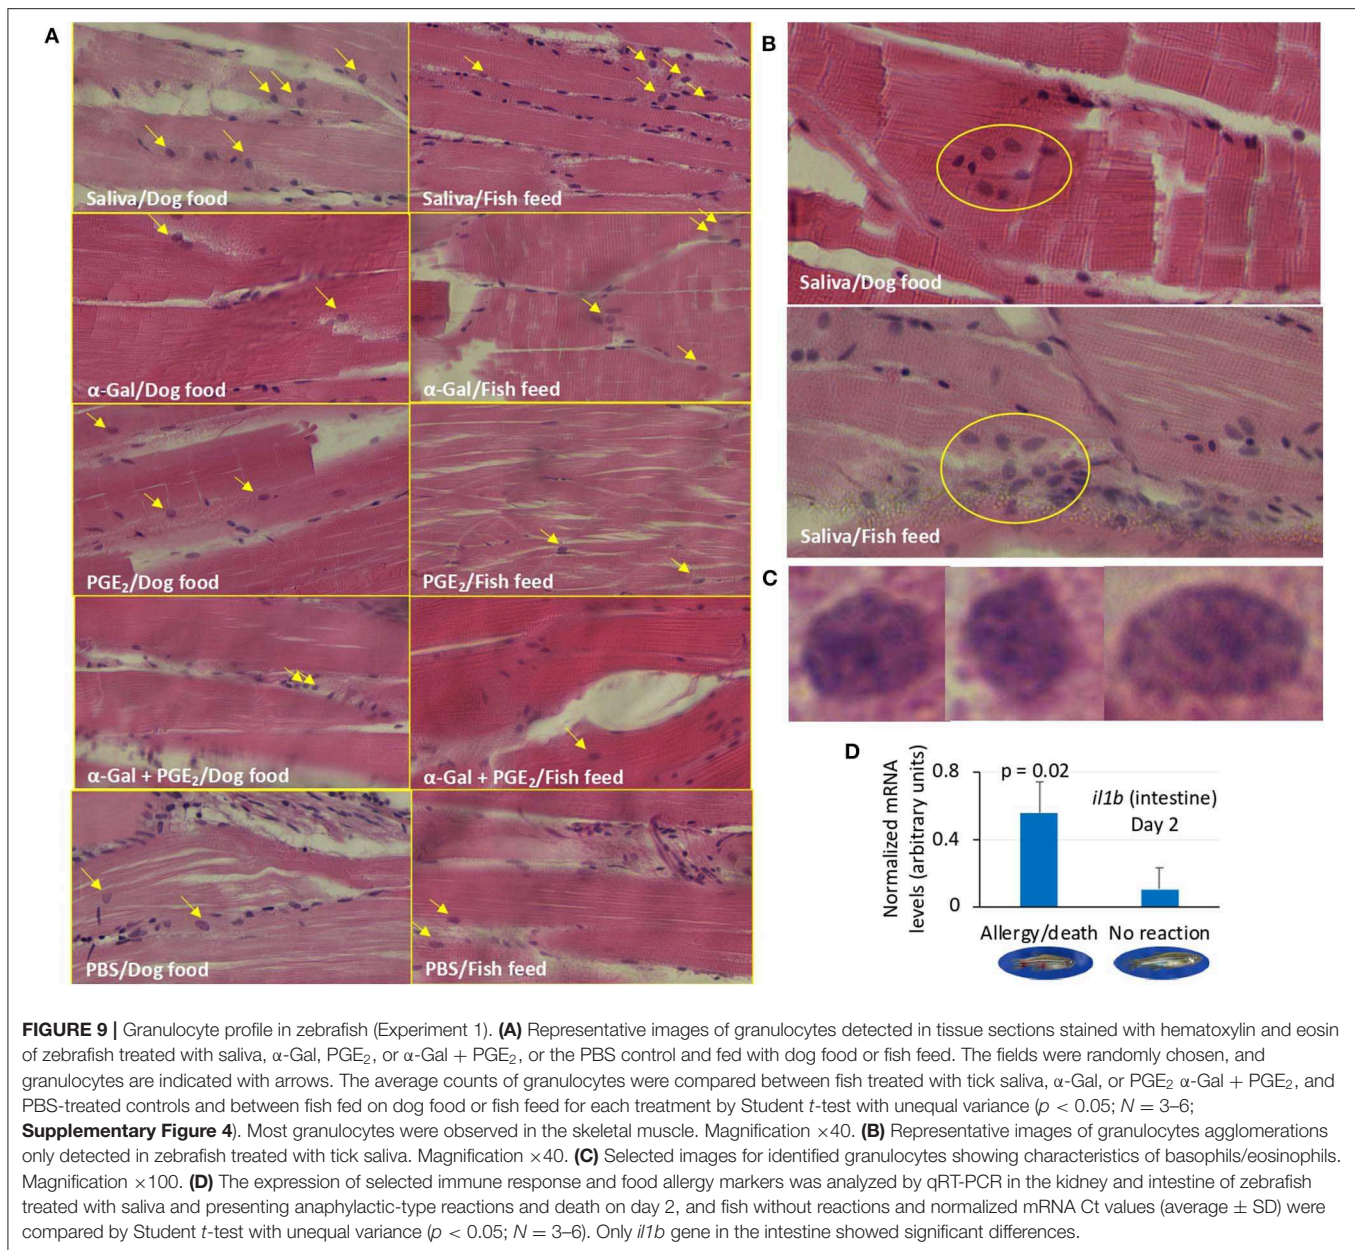 A
Saliva/Dog food
Saliva/Fish feed
α-Gal/Dog food
α-Gal/Fish feed
PGE₂/Dog food
PGE₂/Fish feed
α-Gal + PGE₂/Dog food
α-Gal + PGE₂/Fish feed
PBS/Dog food
PBS/Fish feed
B
Saliva/Dog food
Saliva/Fish feed
C
D
Normalized mRNA
levels (arbitrary units)
0.8
0.4
0
p = 0.02
il1b (intestine)
Day 2
Allergy/death No reaction
FIGURE 9 | Granulocyte profile in zebrafish (Experiment 1). (A) Representative images of granulocytes detected in tissue sections stained with hematoxylin and eosin
of zebrafish treated with saliva, α-Gal, PGE₂, or α-Gal + PGE₂, or the PBS control and fed with dog food or fish feed. The fields were randomly chosen, and
granulocytes are indicated with arrows. The average counts of granulocytes were compared between fish treated with tick saliva, α-Gal, or PGE₂ α-Gal + PGE₂, and
PBS-treated controls and between fish fed on dog food or fish feed for each treatment by Student t-test with unequal variance (p < 0.05; N = 3–6;
Supplementary Figure 4). Most granulocytes were observed in the skeletal muscle. Magnification ×40. (B) Representative images of granulocytes agglomerations
only detected in zebrafish treated with tick saliva. Magnification ×40. (C) Selected images for identified granulocytes showing characteristics of basophils/eosinophils.
Magnification ×100. (D) The expression of selected immune response and food allergy markers was analyzed by qRT-PCR in the kidney and intestine of zebrafish
treated with saliva and presenting anaphylactic-type reactions and death on day 2, and fish without reactions and normalized mRNA Ct values (average ± SD) were
compared by Student t-test with unequal variance (p < 0.05; N = 3–6). Only il1b gene in the intestine showed significant differences.